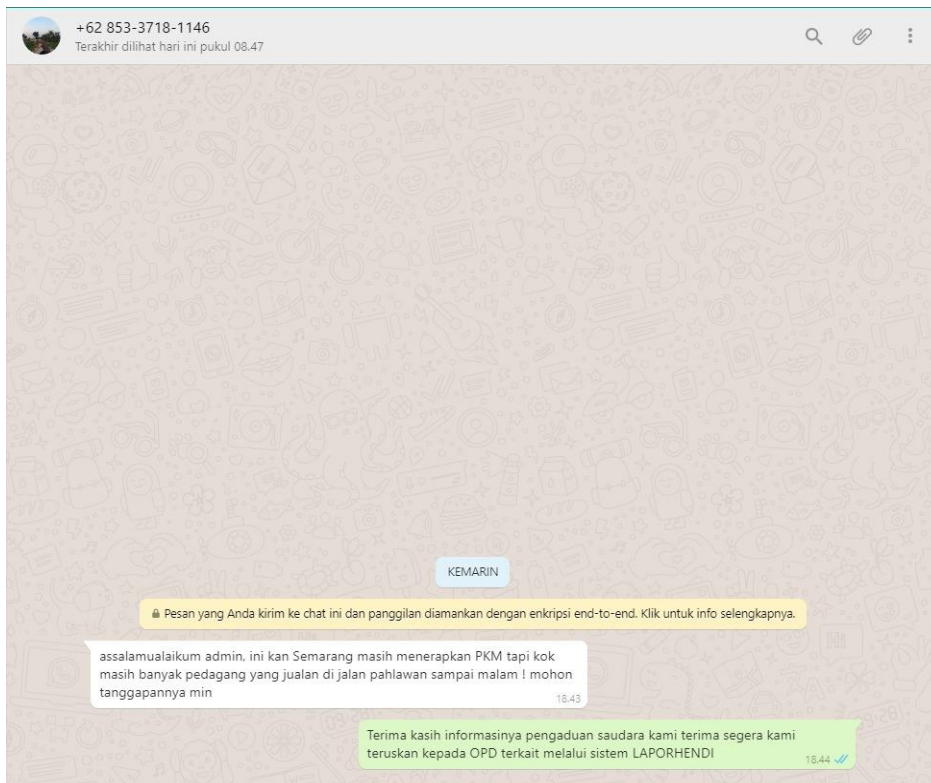 +62 853-3718-1146
Terakhir dilihat hari ini pukul 08.47
KEMARIN
Pesan yang Anda kirim ke chat ini dan panggilan diamankan dengan enkripsi end-to-end. Klik untuk info selengkapnya.
assalamualaikum admin, ini kan Semarang masih menerapkan PKM tapi kok
masih banyak pedagang yang jualan di jalan pahlawan sampai malam ! mohon
tanggapannya min
18.43
Terima kasih informasinya pengaduan saudara kami terima segera kami
teruskan kepada OPD terkait melalui sistem LAPORHENDI
18.44